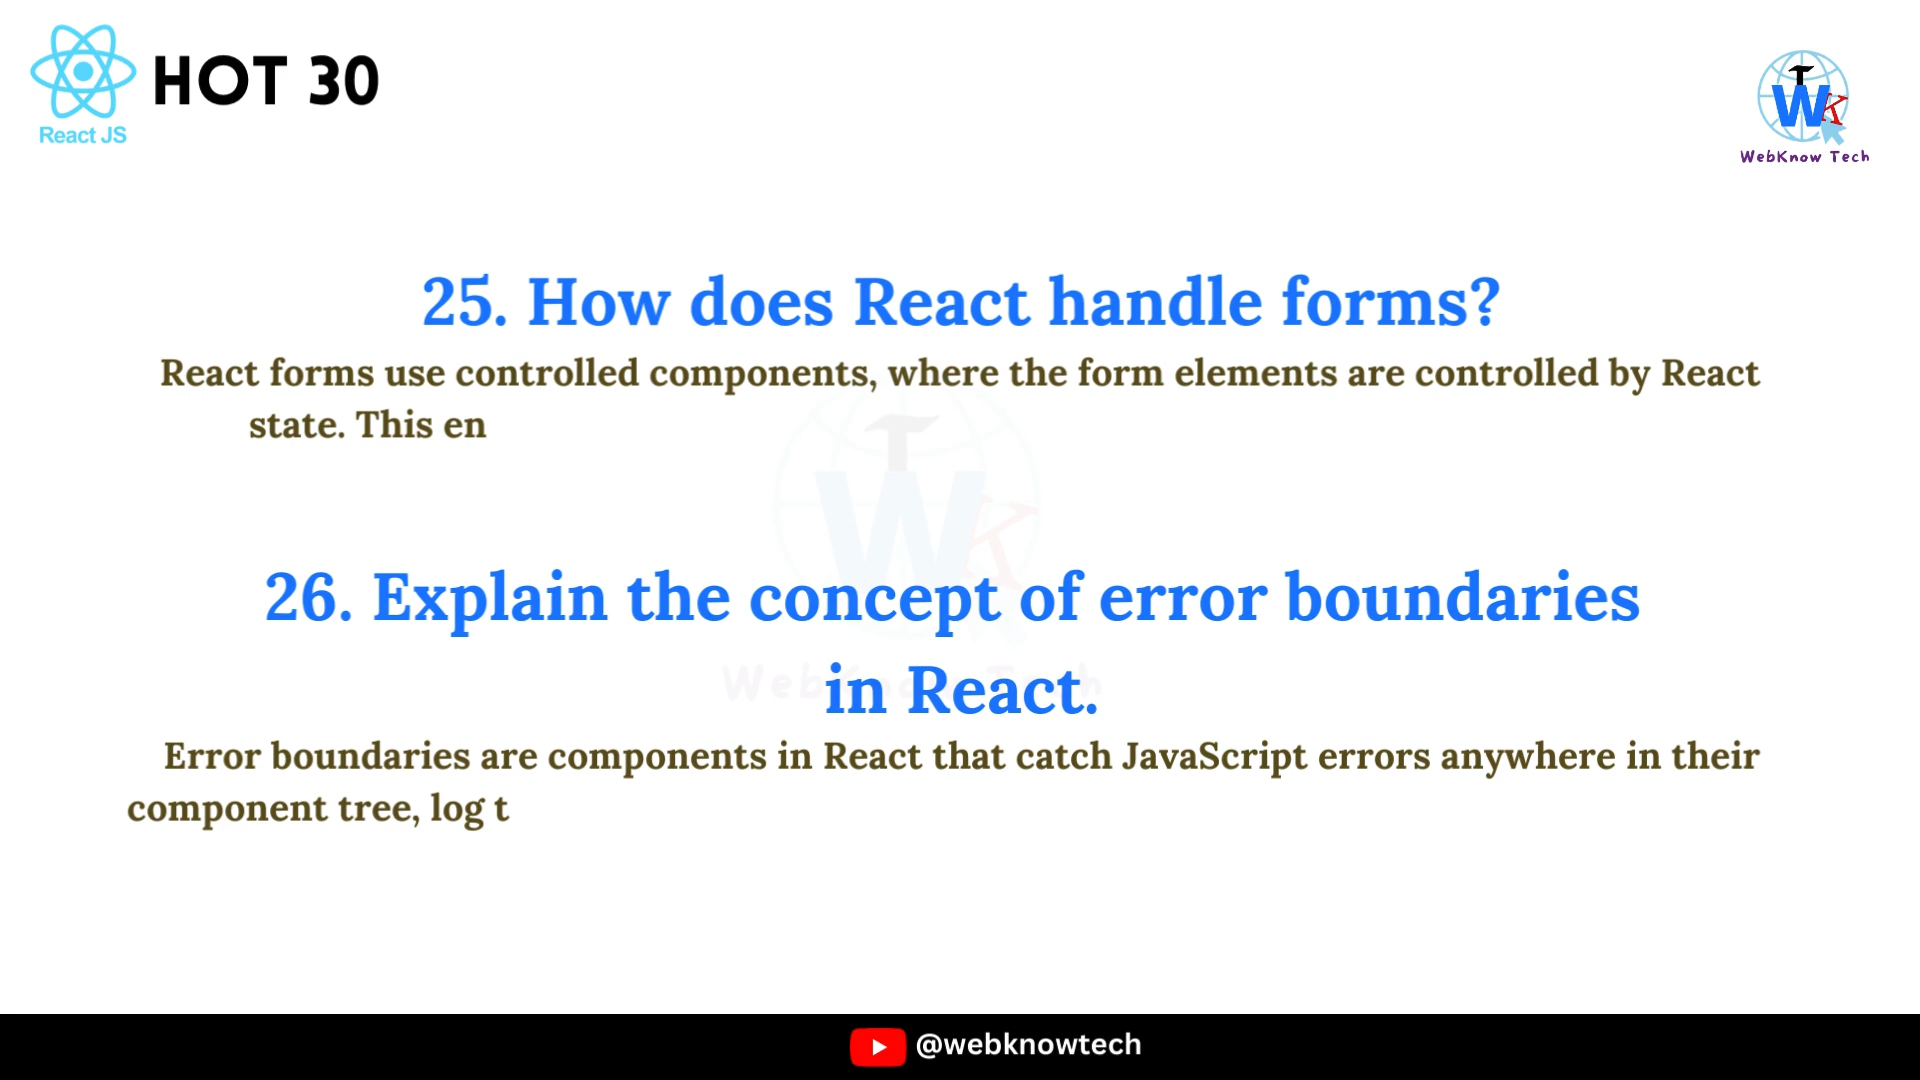 HOT 30
React JS
WebKnow Tech
25. How does React handle forms?
React forms use controlled components, where the form elements are controlled by React
state. This en
26. Explain the concept of error boundaries
in React.
WebKnow Tech
Error boundaries are components in React that catch JavaScript errors anywhere in their
component tree, log t
@webknowtech